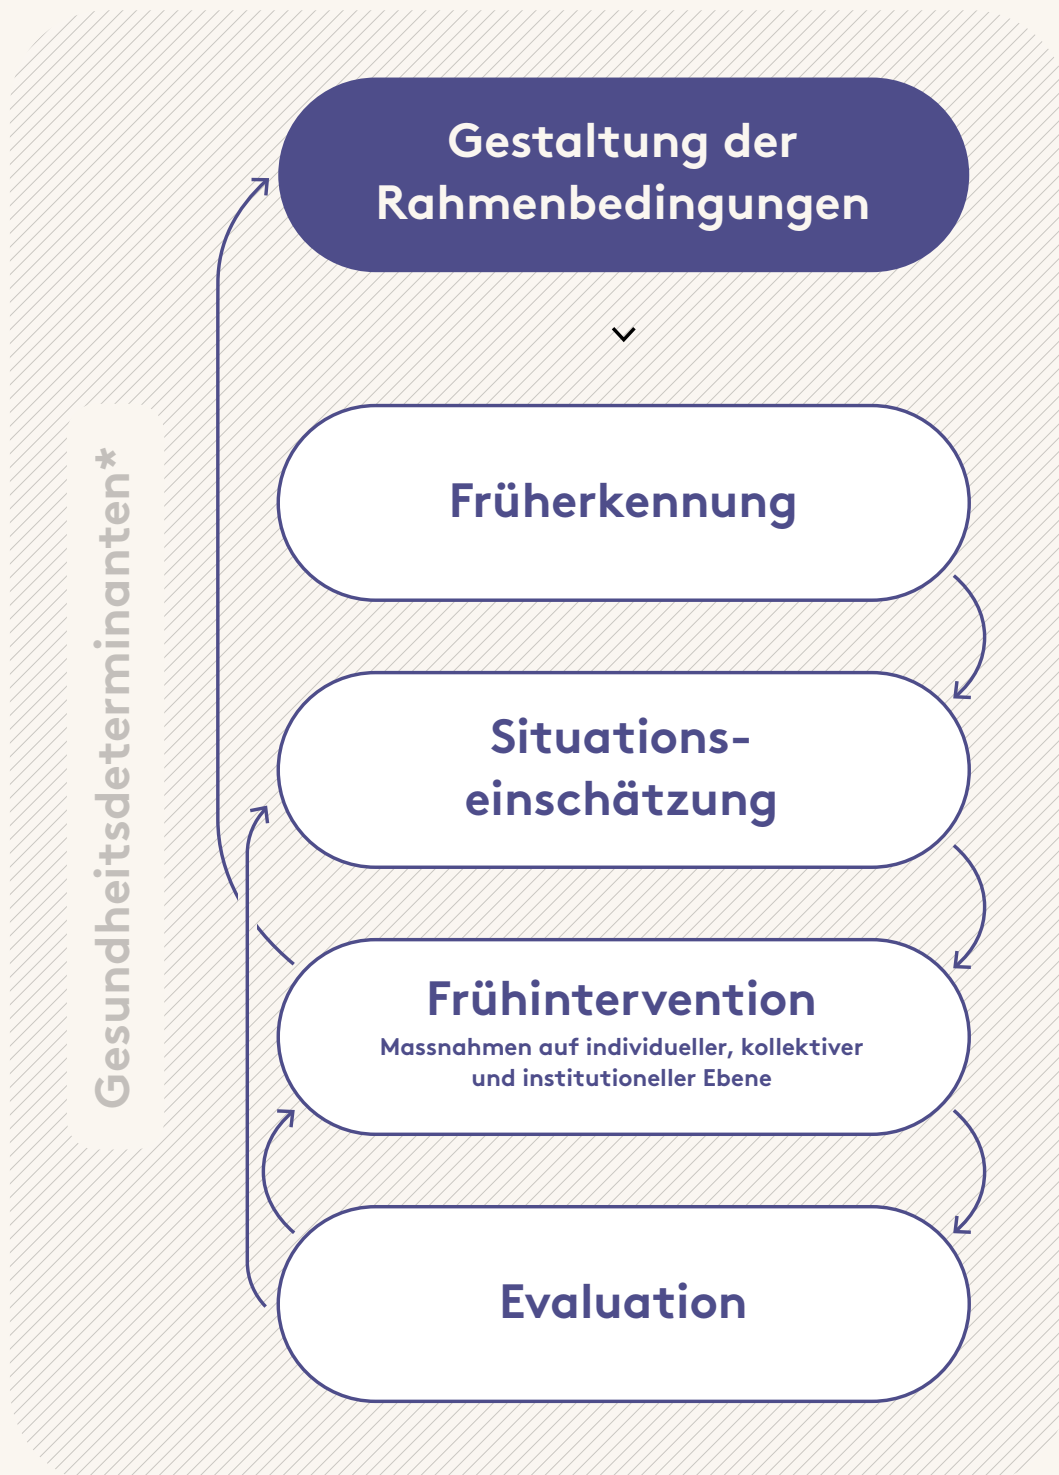 Gestaltung der
Rahmenbedingungen
Früherkennung
Situations-
einschätzung
Frühintervention
Massnahmen auf individueller, kollektiver
und institutioneller Ebene
Evaluation
Gesundheitsdeterminanten*